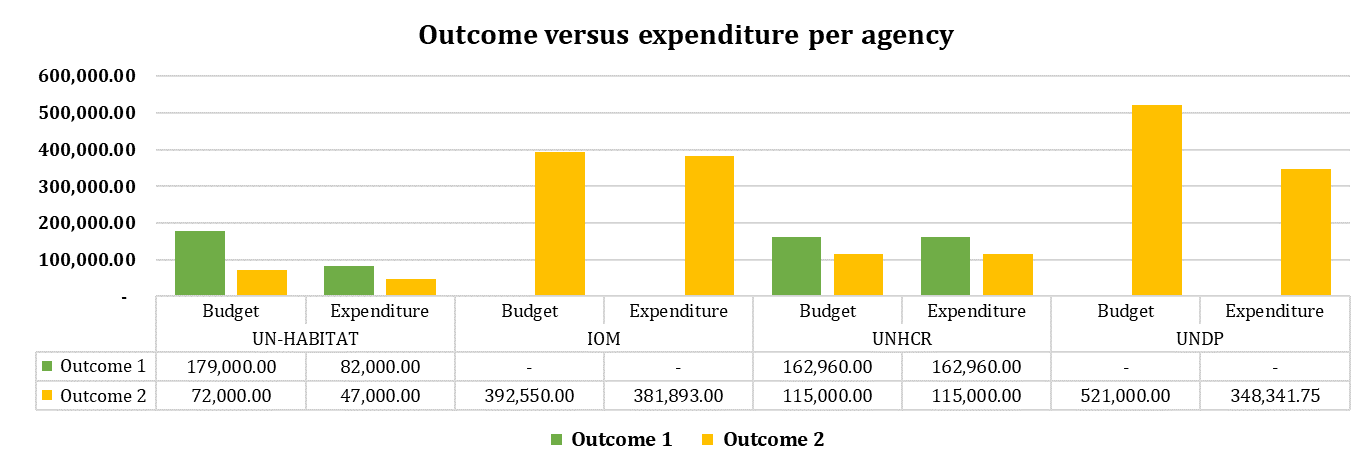 Outcome versus expenditure per agency
600,000.00
500,000.00
400,000.00
300,000.00
200,000.00
100,000.00
-
Budget Expenditure Budget Expenditure Budget Expenditure Budget Expenditure
UN-HABITAT IOM UNHCR UNDP
Outcome 1 179,000.00 82,000.00 - - 162,960.00 162,960.00 - -
Outcome 2 72,000.00 47,000.00 392,550.00 381,893.00 115,000.00 115,000.00 521,000.00 348,341.75
Outcome 1 Outcome 2